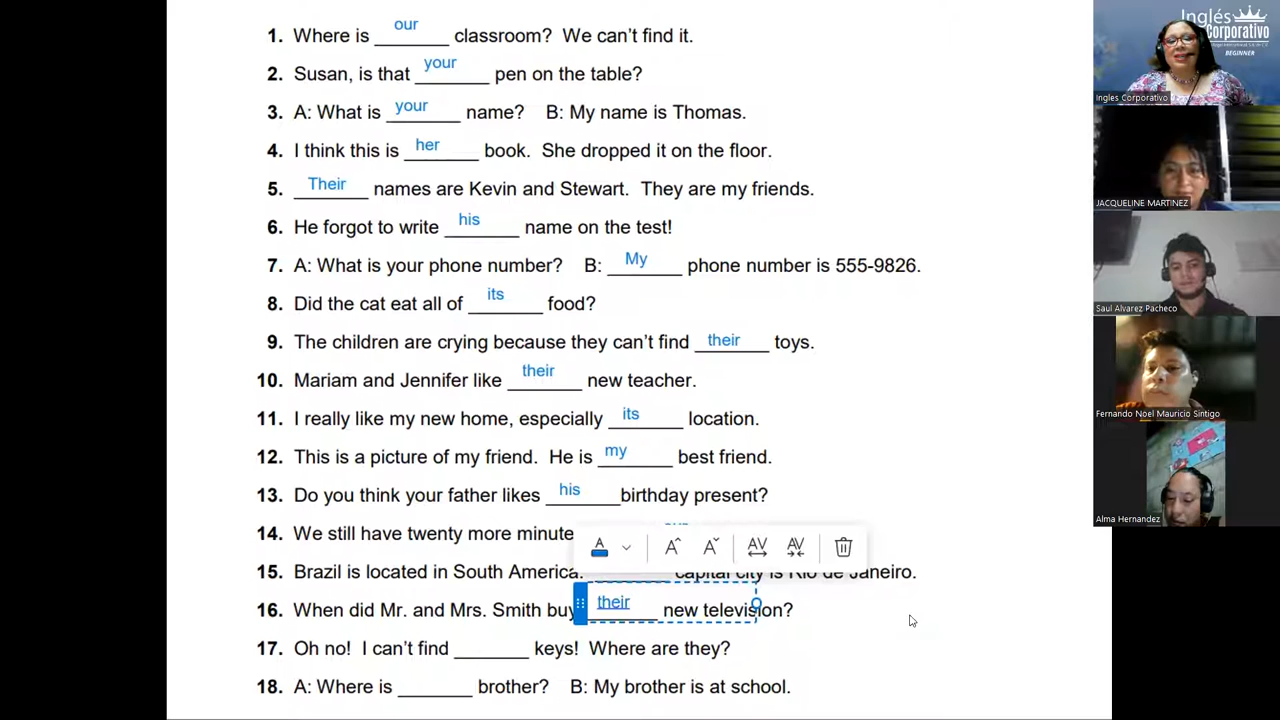 1. Where is our classroom? We can't find it.
2. Susan, is that your pen on the table?
3. A: What is your name? B: My name is Thomas.
4. I think this is her book. She dropped it on the floor.
5. Their names are Kevin and Stewart. They are my friends.
6. He forgot to write his name on the test!
7. A: What is your phone number? B: My phone number is 555-9826.
8. Did the cat eat all of its food?
9. The children are crying because they can't find their toys.
10. Mariam and Jennifer like their new teacher.
11. I really like my new home, especially its location.
12. This is a picture of my friend. He is my best friend.
13. Do you think your father likes his birthday present?
14. We still have twenty more minute
15. Brazil is located in South America. capital city is Rio de Janeiro.
16. When did Mr. and Mrs. Smith buy their new television?
17. Oh no! I can't find ______ keys! Where are they?
18. A: Where is ______ brother? B: My brother is at school.
Inglés
Corporativo
BEGINNER
Ingles Corporativo
JACQUELINE MARTINEZ
Saul Alvarez Pacheco
Fernando Noel Mauricio Sintigo
Alma Hernandez
A A A AV AV